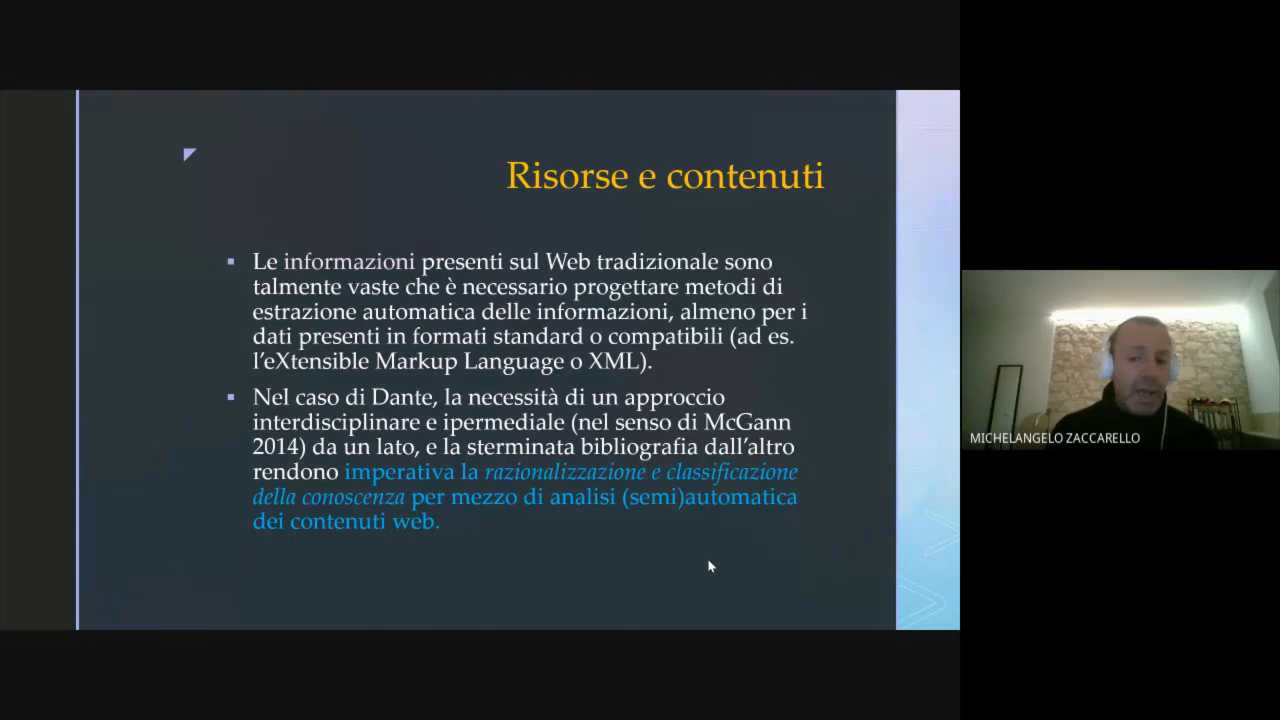 Risorse e contenuti
Le informazioni presenti sul Web tradizionale sono
talmente vaste che è necessario progettare metodi di
estrazione automatica delle informazioni, almeno per i
dati presenti in formati standard o compatibili (ad es.
l'eXtensible Markup Language o XML).
Nel caso di Dante, la necessità di un approccio
interdisciplinare e ipermediale (nel senso di McGann
2014) da un lato, e la sterminata bibliografia dall'altro
rendono imperativa la razionalizzazione e classificazione
della conoscenza per mezzo di analisi (semi)automatica
dei contenuti web.
MICHELANGELO ZACCARELLO